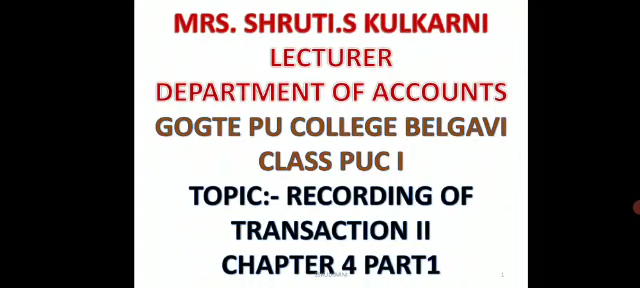 MRS. SHRUTI.S KULKARNI
LECTURER
DEPARTMENT OF ACCOUNTS
GOGTE PU COLLEGE BELGAVI
CLASS PUC I
TOPIC:- RECORDING OF
TRANSACTION II
CHAPTER 4 PART1
1